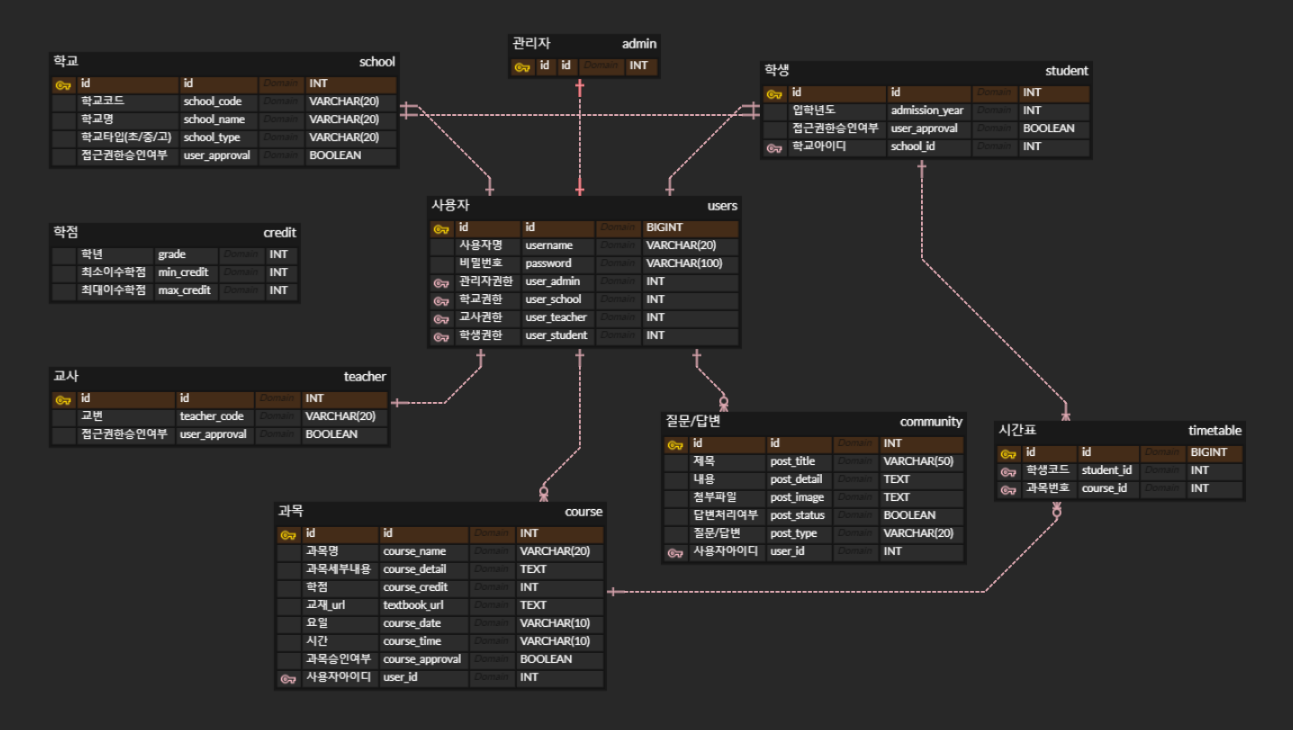 학교 school
id id Domain INT
학교코드 school_code Domain VARCHAR(20)
학교명 school_name Domain VARCHAR(20)
학교타입(초/중/고) school_type Domain VARCHAR(20)
접근권한승인여부 user_approval Domain BOOLEAN
관리자 admin
id id Domain INT
학생 student
id id Domain INT
입학년도 admission_year Domain INT
접근권한승인여부 user_approval Domain BOOLEAN
학교아이디 school_id Domain INT
사용자 users
id id Domain BIGINT
사용자명 username Domain VARCHAR(20)
비밀번호 password Domain VARCHAR(100)
관리자권한 user_admin Domain INT
학교권한 user_school Domain INT
교사권한 user_teacher Domain INT
학생권한 user_student Domain INT
학점 credit
학년 grade Domain INT
최소이수학점 min_credit Domain INT
최대이수학점 max_credit Domain INT
교사 teacher
id id Domain INT
교번 teacher_code Domain VARCHAR(20)
접근권한승인여부 user_approval Domain BOOLEAN
질문/답변 community
id id Domain INT
제목 post_title Domain VARCHAR(50)
내용 post_detail Domain TEXT
첨부파일 post_image Domain TEXT
답변처리여부 post_status Domain BOOLEAN
질문/답변 post_type Domain VARCHAR(20)
사용자아이디 user_id Domain INT
시간표 timetable
id id Domain BIGINT
학생코드 student_id Domain INT
과목번호 course_id Domain INT
과목 course
id id Domain INT
과목명 course_name Domain VARCHAR(20)
과목세부내용 course_detail Domain TEXT
학점 course_credit Domain INT
교재_url textbook_url Domain TEXT
요일 course_date Domain VARCHAR(10)
시간 course_time Domain VARCHAR(10)
과목승인여부 course_approval Domain BOOLEAN
사용자아이디 user_id Domain INT